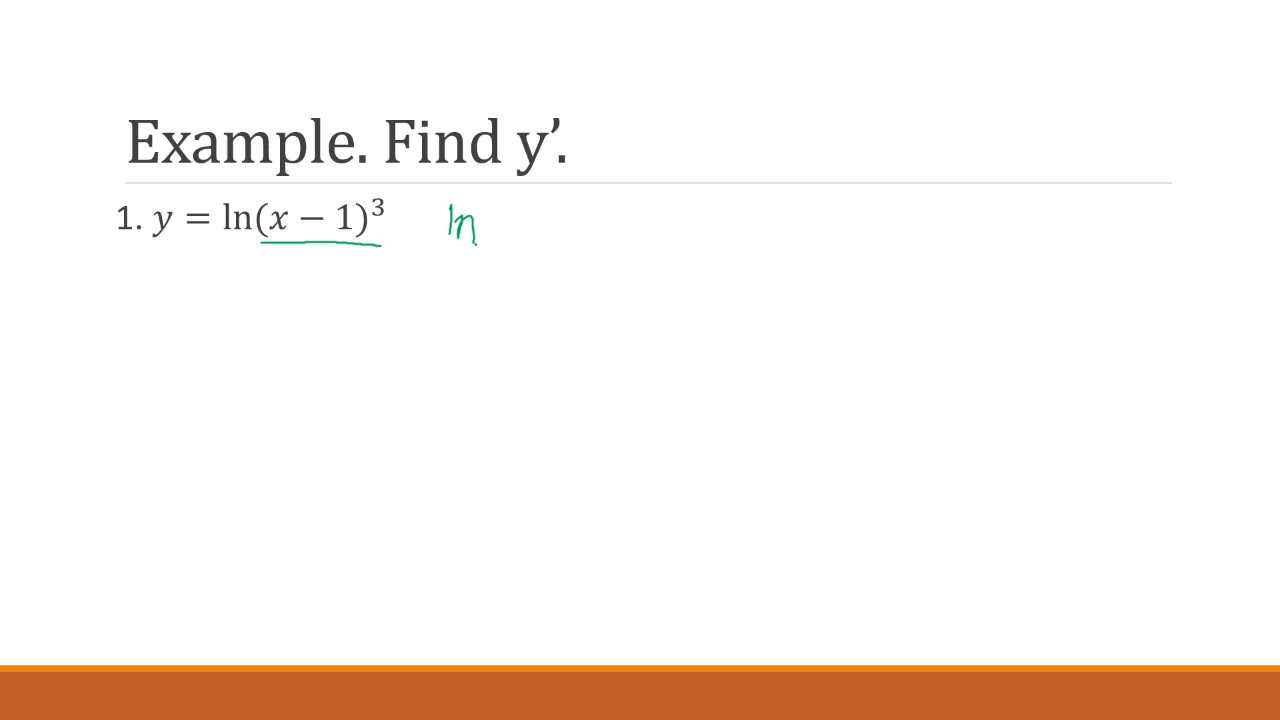 Example. Find y’.
1. y = ln(x − 1)³ ln